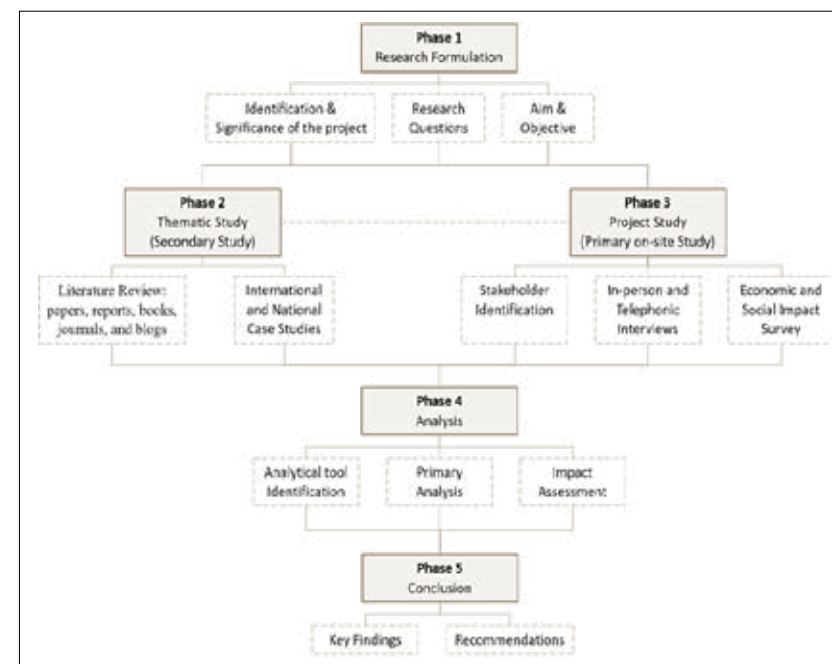 Phase 1
Research Formulation
Identification &
Significance of the project
Research
Questions
Aim &
Objective
Phase 2
Thematic Study
(Secondary Study)
Phase 3
Project Study
(Primary on-site Study)
Literature Review:
papers, reports, books,
journals, and blogs
International
and National
Case Studies
Stakeholder
Identification
In-person and
Telephonic
Interviews
Economic and
Social Impact
Survey
Phase 4
Analysis
Analytical tool
Identification
Primary
Analysis
Impact
Assessment
Phase 5
Conclusion
Key Findings
Recommendations